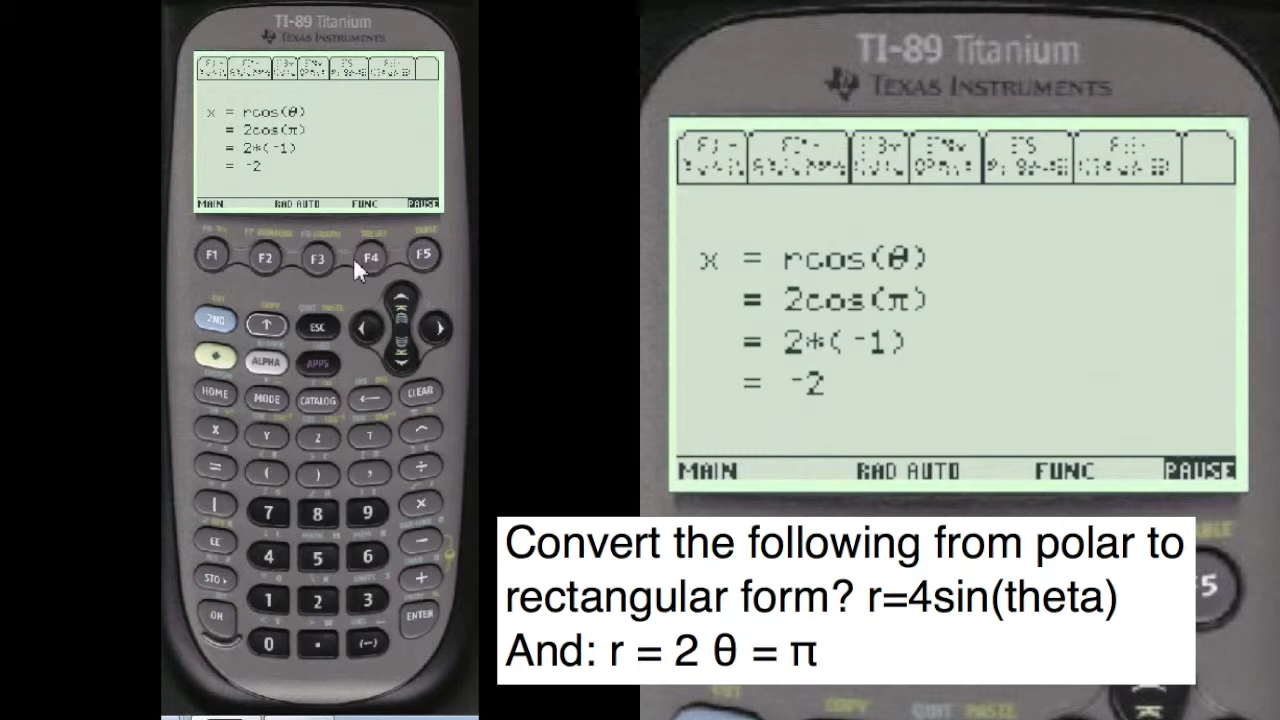 TI-89 Titanium
TEXAS INSTRUMENTS
x = rcos(θ)
= 2cos(π)
= 2*(-1)
= -2
MAIN RAD AUTO FUNC PAUSE
F1 F2 F3 F4 F5
2ND ↑ ESC
ALPHA APPS
HOME MODE CATALOG ← CLEAR
X Y Z T ^
= ( ) , ÷
| 7 8 9 ×
EE 4 5 6 −
STO▸ 1 2 3 +
ON 0 . (−) ENTER
TI-89 Titanium
TEXAS INSTRUMENTS
x = rcos(θ)
= 2cos(π)
= 2*(-1)
= -2
MAIN RAD AUTO FUNC PAUSE
Convert the following from polar to
rectangular form? r=4sin(theta)
And: r = 2 θ = π